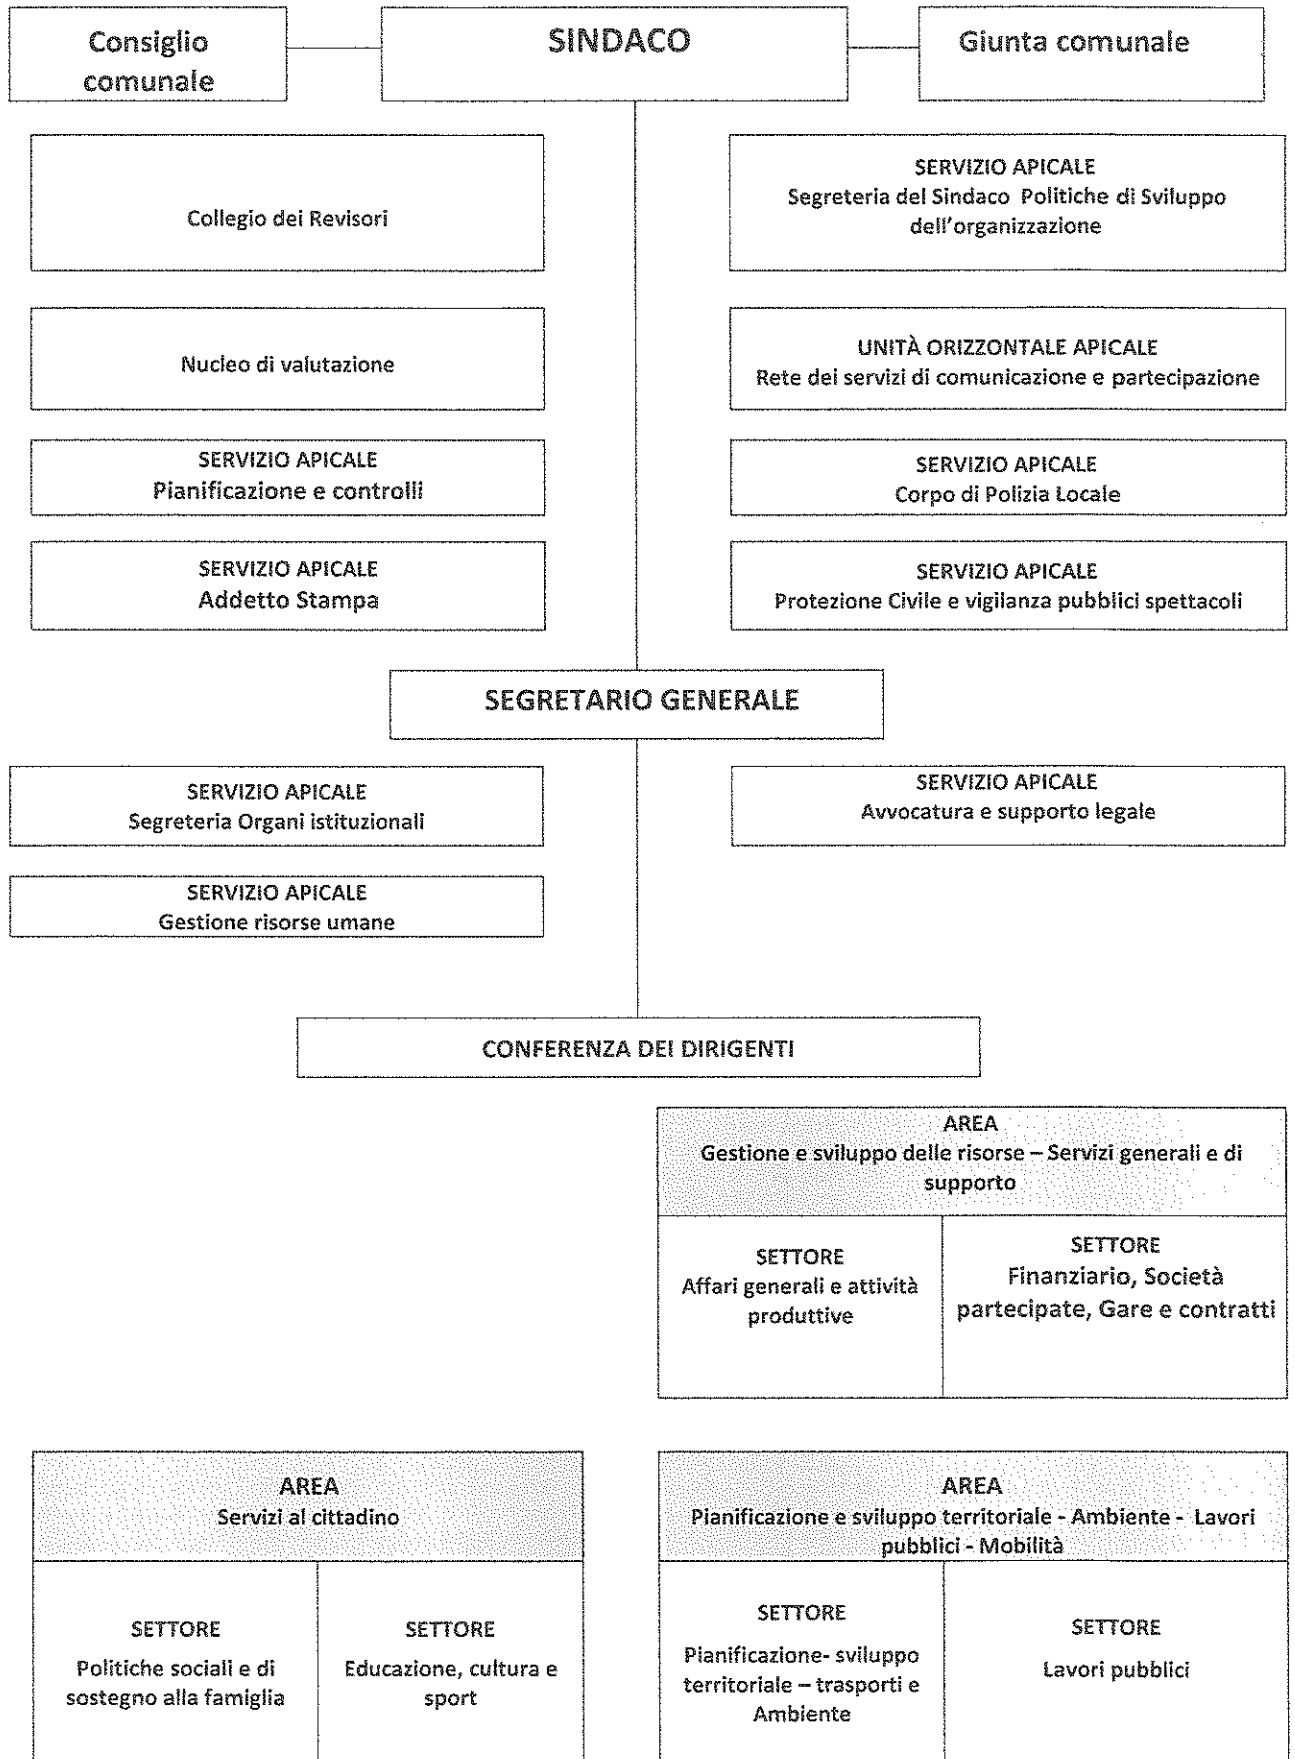 Consiglio
comunale
SINDACO
Giunta comunale
Collegio dei Revisori
SERVIZIO APICALE
Segreteria del Sindaco Politiche di Sviluppo
dell'organizzazione
Nucleo di valutazione
UNITÀ ORIZZONTALE APICALE
Rete dei servizi di comunicazione e partecipazione
SERVIZIO APICALE
Pianificazione e controlli
SERVIZIO APICALE
Corpo di Polizia Locale
SERVIZIO APICALE
Addetto Stampa
SERVIZIO APICALE
Protezione Civile e vigilanza pubblici spettacoli
SEGRETARIO GENERALE
SERVIZIO APICALE
Segreteria Organi istituzionali
SERVIZIO APICALE
Avvocatura e supporto legale
SERVIZIO APICALE
Gestione risorse umane
CONFERENZA DEI DIRIGENTI
AREA
Gestione e sviluppo delle risorse – Servizi generali e di
supporto
SETTORE
Affari generali e attività
produttive
SETTORE
Finanziario, Società
partecipate, Gare e contratti
AREA
Servizi al cittadino
SETTORE
Politiche sociali e di
sostegno alla famiglia
SETTORE
Educazione, cultura e
sport
AREA
Pianificazione e sviluppo territoriale - Ambiente - Lavori
pubblici - Mobilità
SETTORE
Pianificazione- sviluppo
territoriale – trasporti e
Ambiente
SETTORE
Lavori pubblici